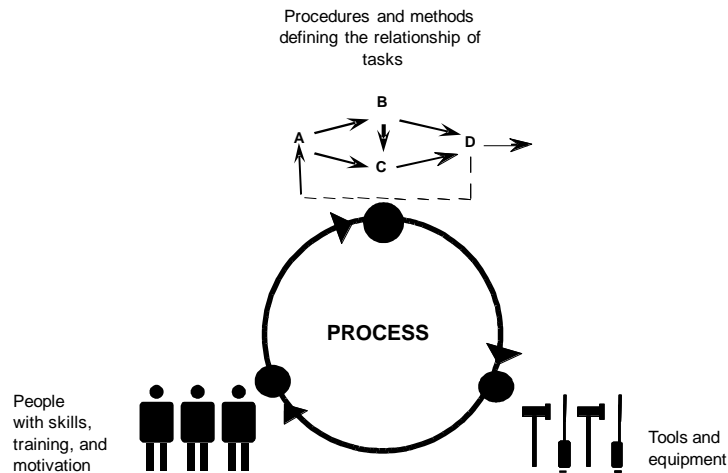 Procedures and methods
defining the relationship of
tasks
B
A
D
C
PROCESS
People
with skills,
training, and
motivation
Tools and
equipment